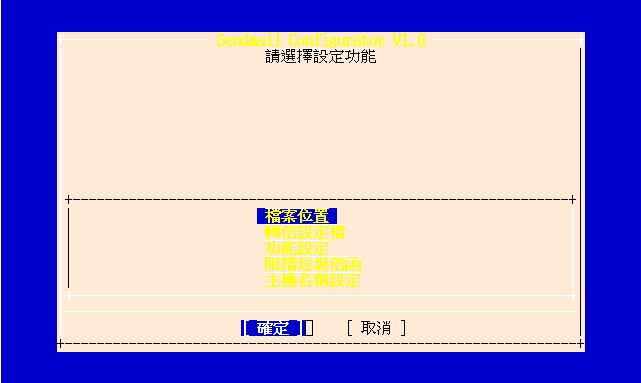 Sendmail Configurator V1.0
請選擇設定功能
檔案位置
轉信設定檔
功能設定
阻擋垃圾信函
主機名稱設定
確定 [ 取消 ]